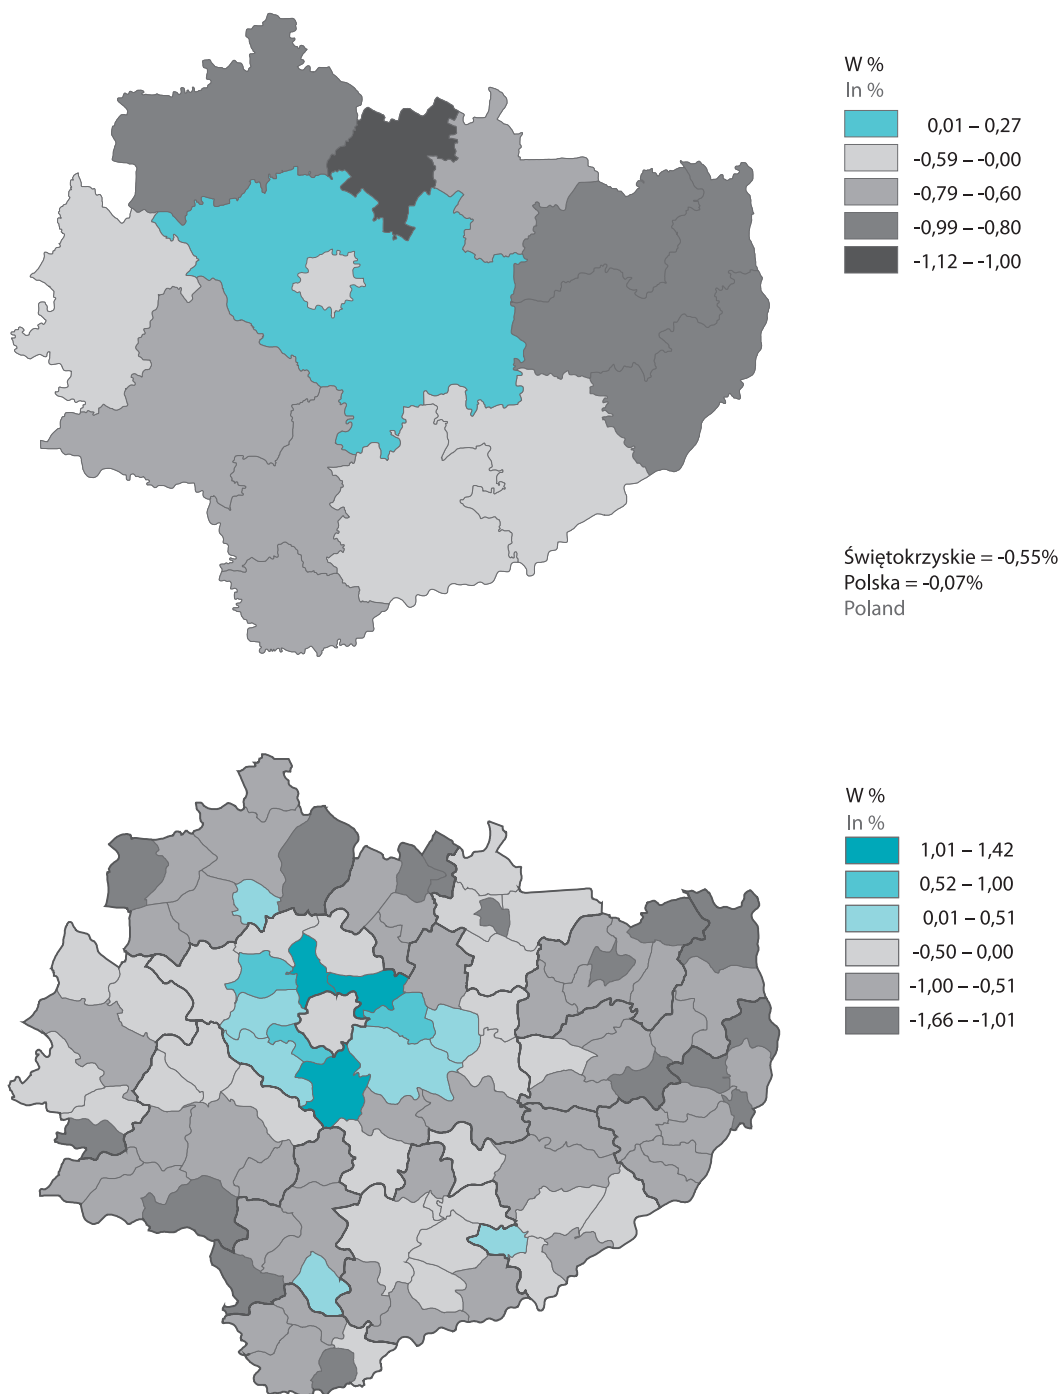 W %
In %
0,01 – 0,27
-0,59 – -0,00
-0,79 – -0,60
-0,99 – -0,80
-1,12 – -1,00
Świętokrzyskie = -0,55%
Polska = -0,07%
Poland
W %
In %
1,01 – 1,42
0,52 – 1,00
0,01 – 0,51
-0,50 – 0,00
-1,00 – -0,51
-1,66 – -1,01